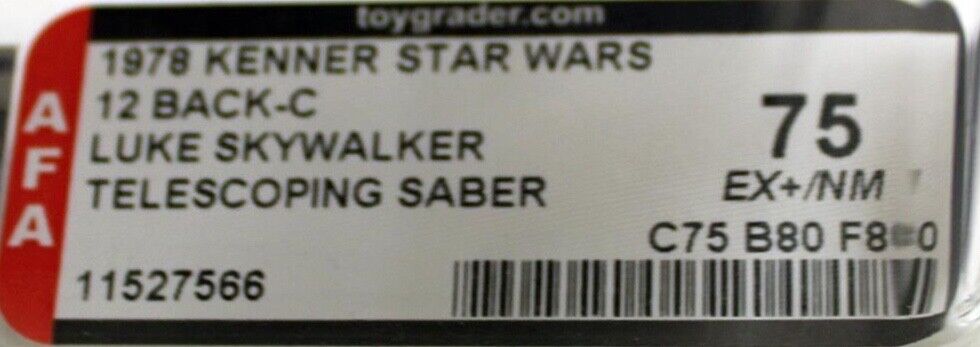 toygrader.com
1978 KENNER STAR WARS
12 BACK-C
LUKE SKYWALKER
TELESCOPING SABER
75
EX+/NM
C75 B80
11527566
AFA